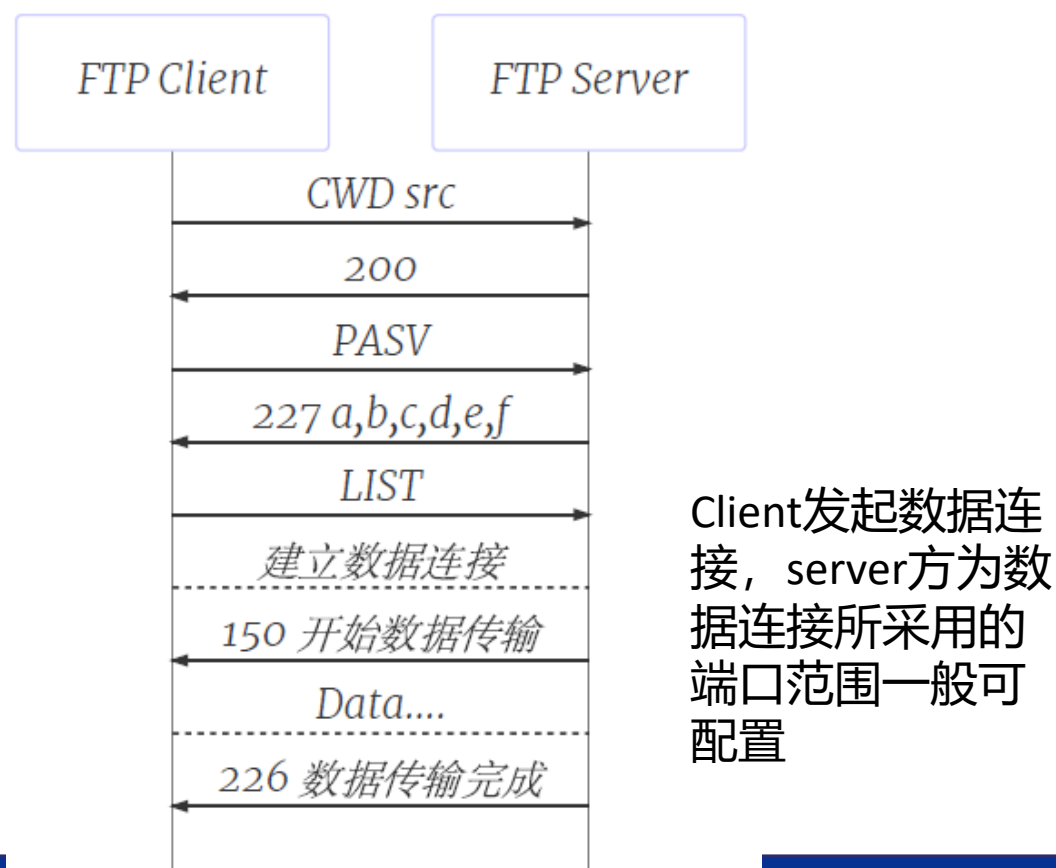 FTP Client
FTP Server
CWD src
200
PASV
227 a,b,c,d,e,f
LIST
建立数据连接
150 开始数据传输
Data....
226 数据传输完成
Client发起数据连
接，server方为数
据连接所采用的
端口范围一般可
配置